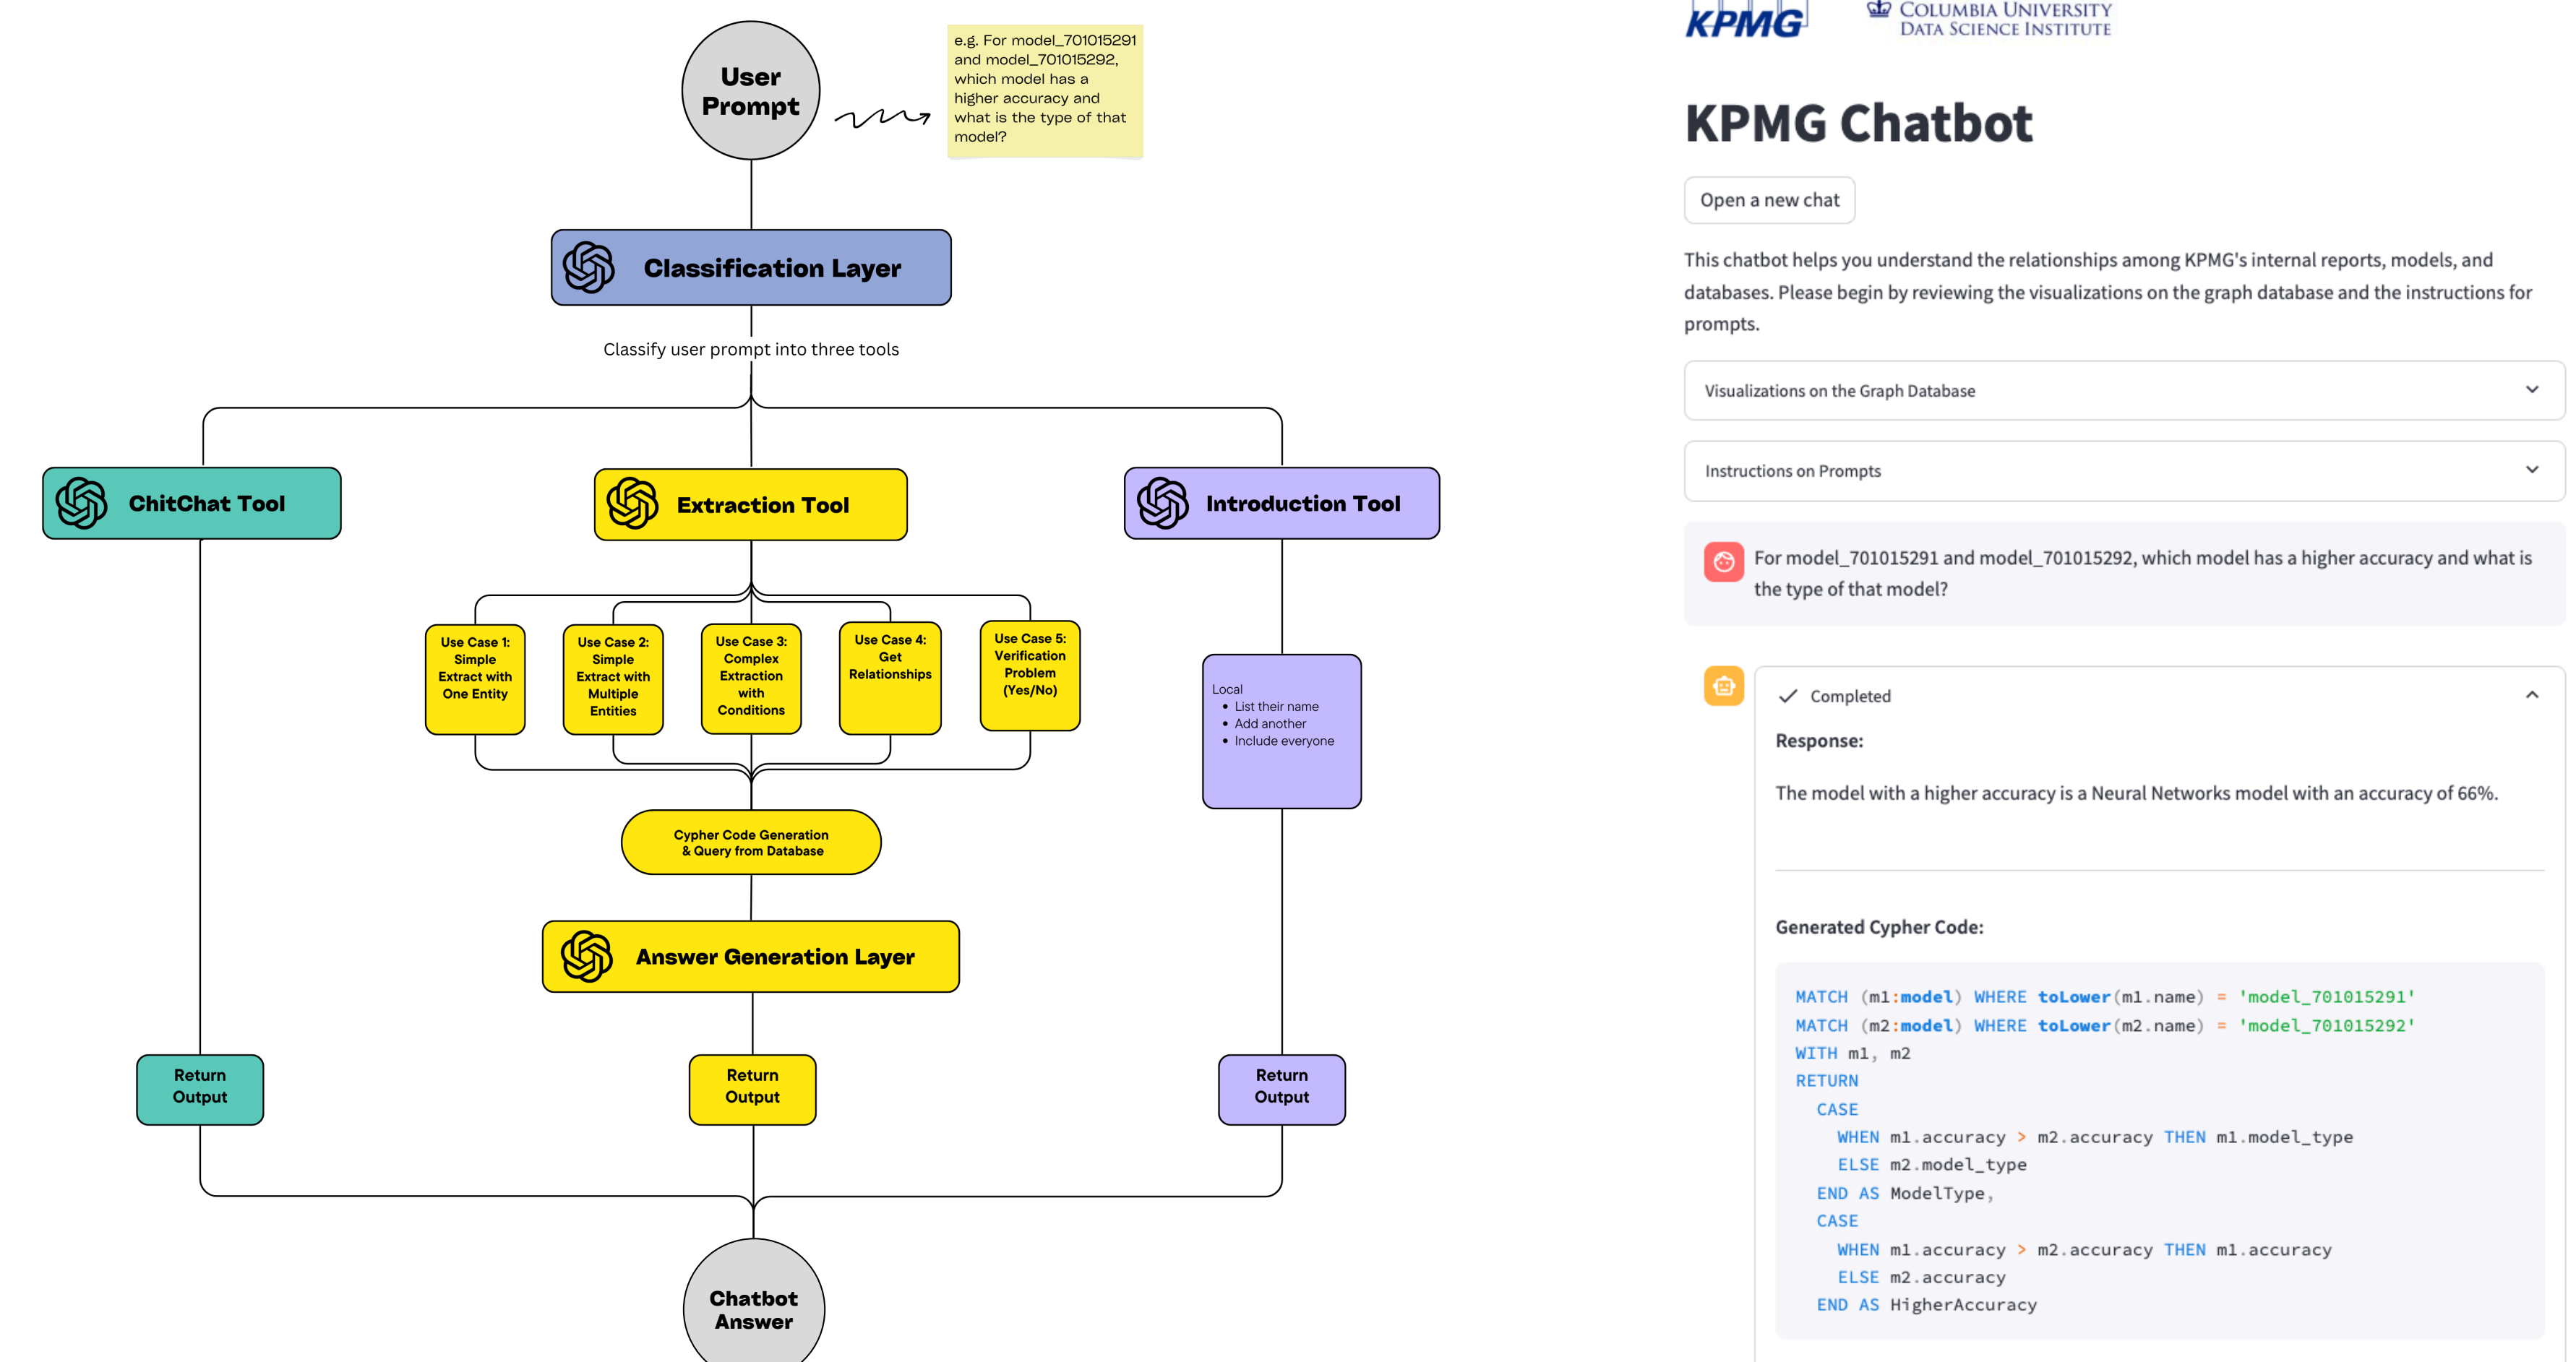 User
Prompt
e.g. For model_701015291
and model_701015292,
which model has a
higher accuracy and
what is the type of that
model?
Classification Layer
Classify user prompt into three tools
ChitChat Tool
Extraction Tool
Introduction Tool
Use Case 1:
Simple
Extract with
One Entity
Use Case 2:
Simple
Extract with
Multiple
Entities
Use Case 3:
Complex
Extraction
with
Conditions
Use Case 4:
Get
Relationships
Use Case 5:
Verification
Problem
(Yes/No)
Local
• List their name
• Add another
• Include everyone
Cypher Code Generation
& Query from Database
Answer Generation Layer
Return
Output
Return
Output
Return
Output
Chatbot
Answer
KPMG
COLUMBIA UNIVERSITY
DATA SCIENCE INSTITUTE
KPMG Chatbot
Open a new chat
This chatbot helps you understand the relationships among KPMG's internal reports, models, and
databases. Please begin by reviewing the visualizations on the graph database and the instructions for
prompts.
Visualizations on the Graph Database
Instructions on Prompts
For model_701015291 and model_701015292, which model has a higher accuracy and what is
the type of that model?
Completed
Response:
The model with a higher accuracy is a Neural Networks model with an accuracy of 66%.
Generated Cypher Code:
MATCH (m1:model) WHERE toLower(m1.name) = 'model_701015291'
MATCH (m2:model) WHERE toLower(m2.name) = 'model_701015292'
WITH m1, m2
RETURN
CASE
WHEN m1.accuracy > m2.accuracy THEN m1.model_type
ELSE m2.model_type
END AS ModelType,
CASE
WHEN m1.accuracy > m2.accuracy THEN m1.accuracy
ELSE m2.accuracy
END AS HigherAccuracy